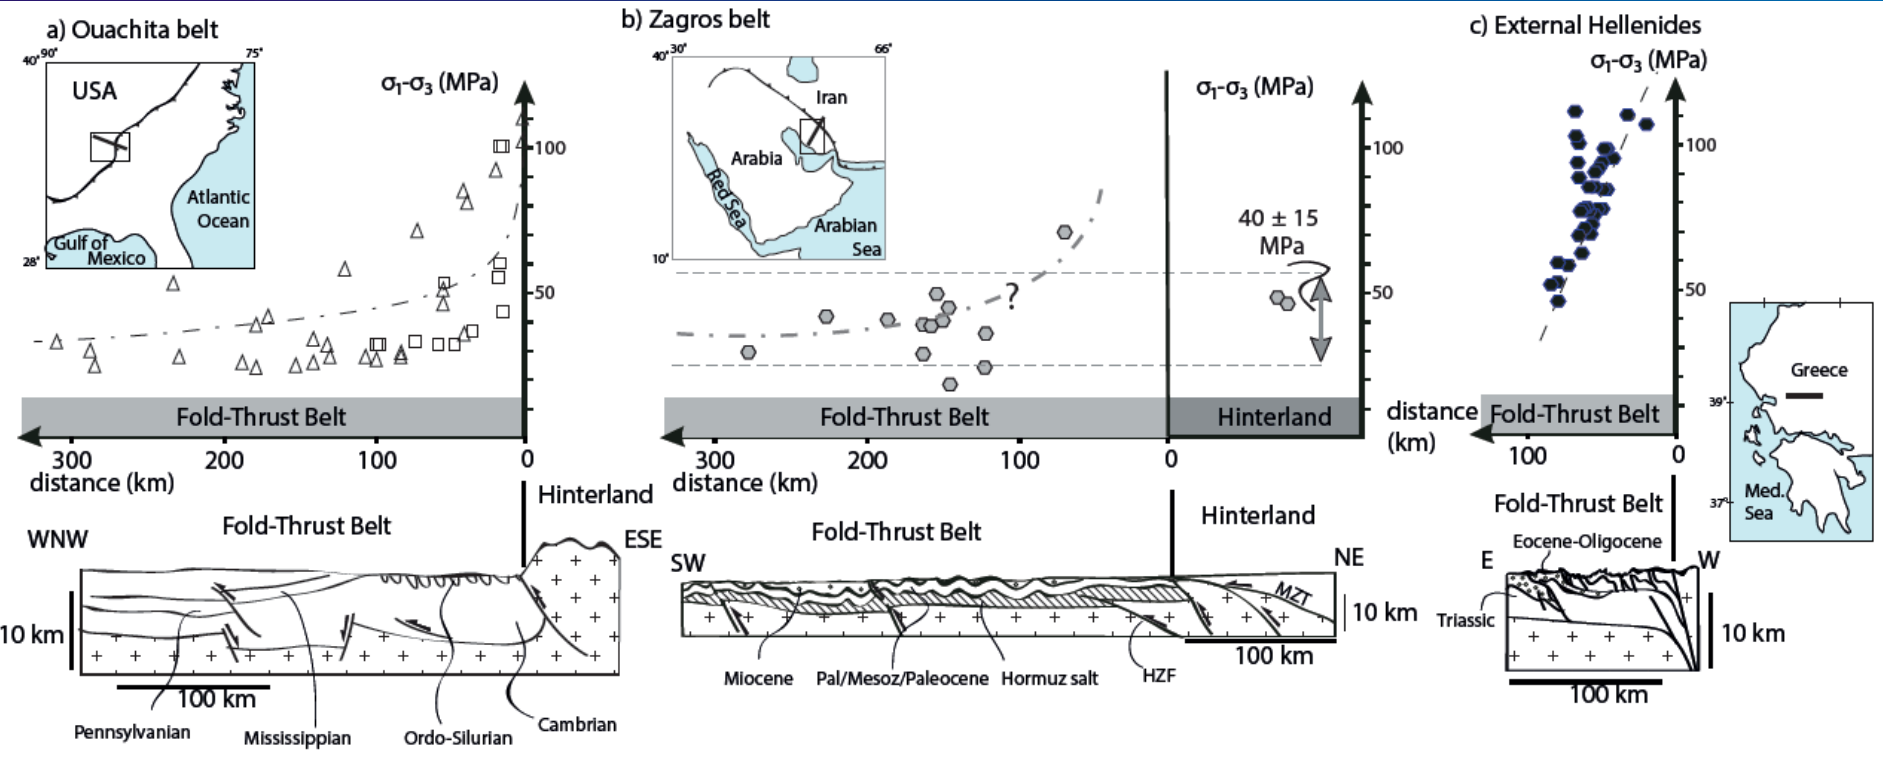 a) Ouachita belt
40°
90°
75°
USA
Atlantic
Ocean
Gulf of
Mexico
28°
σ1-σ3 (MPa)
100
50
Fold-Thrust Belt
300
200
100
0
distance (km)
Hinterland
Fold-Thrust Belt
WNW
ESE
10 km
100 km
Pennsylvanian
Mississippian
Ordo-Silurian
Cambrian
b) Zagros belt
40°
30°
66°
Iran
Arabia
Red Sea
Arabian
Sea
10°
σ1-σ3 (MPa)
100
50
40 ± 15
MPa
?
Fold-Thrust Belt
Hinterland
300
200
100
0
distance (km)
Fold-Thrust Belt
Hinterland
SW
NE
MZT
10 km
100 km
Miocene
Pal/Mesoz/Paleocene
Hormuz salt
HZF
c) External Hellenides
σ1-σ3 (MPa)
100
50
distance
(km)
Fold-Thrust Belt
100
0
Greece
39°
37°
Med.
Sea
Fold-Thrust Belt
Eocene-Oligocene
E
W
Triassic
10 km
100 km